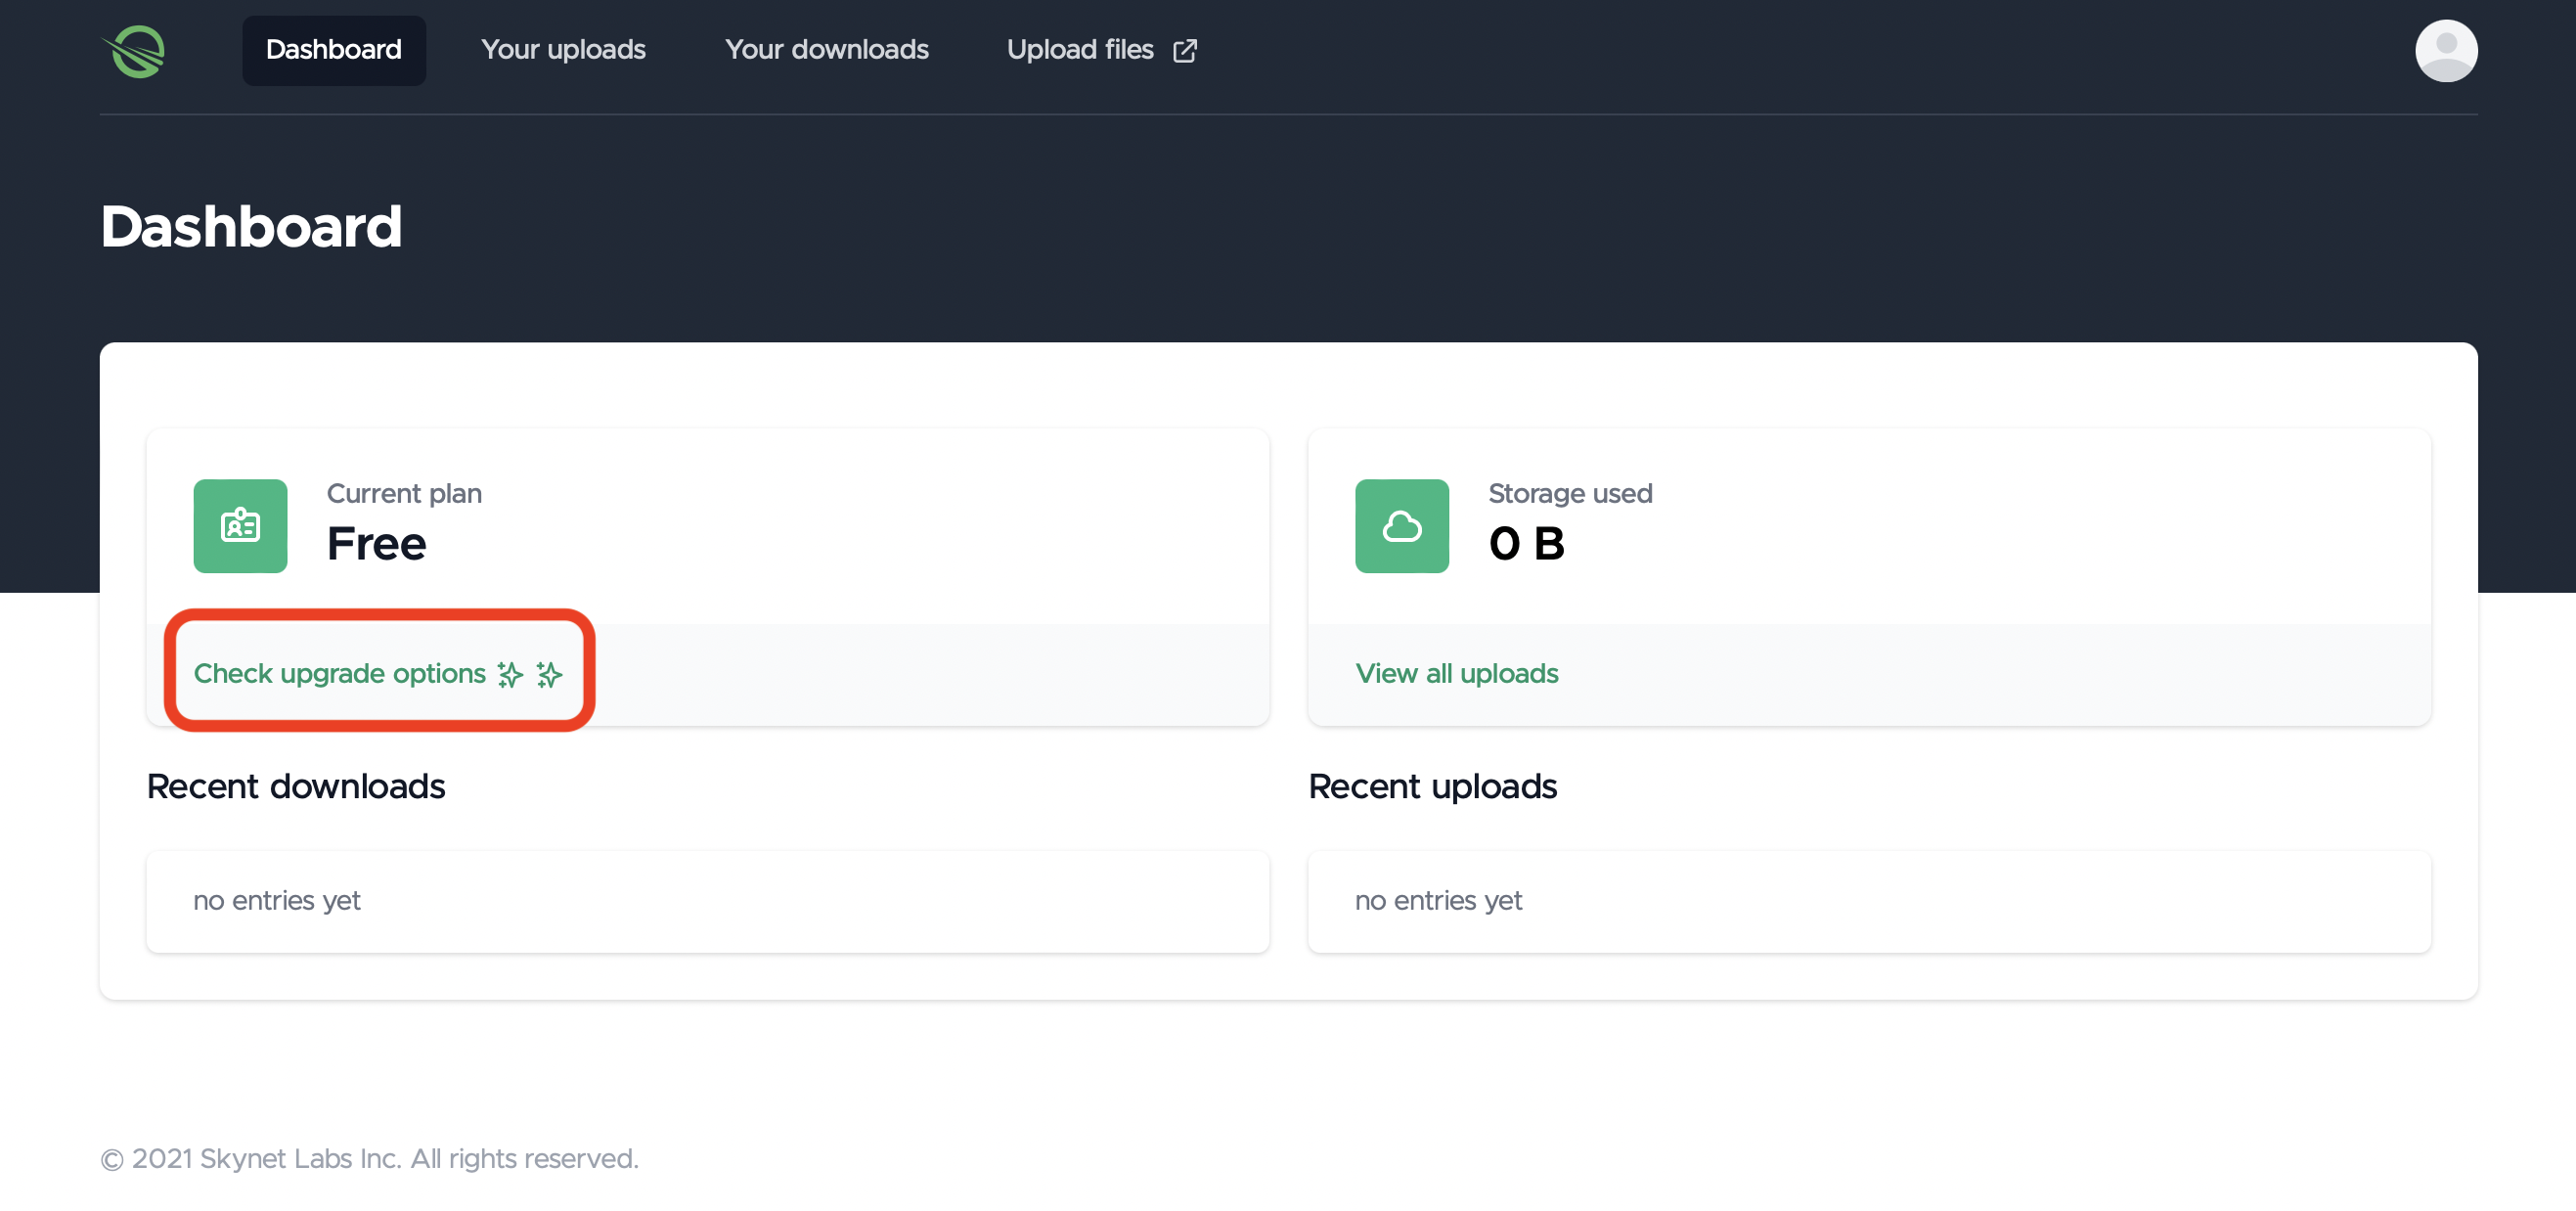 Dashboard
Your uploads
Your downloads
Upload files
Dashboard
Current plan
Free
Check upgrade options
Storage used
0 B
View all uploads
Recent downloads
no entries yet
Recent uploads
no entries yet
© 2021 Skynet Labs Inc. All rights reserved.